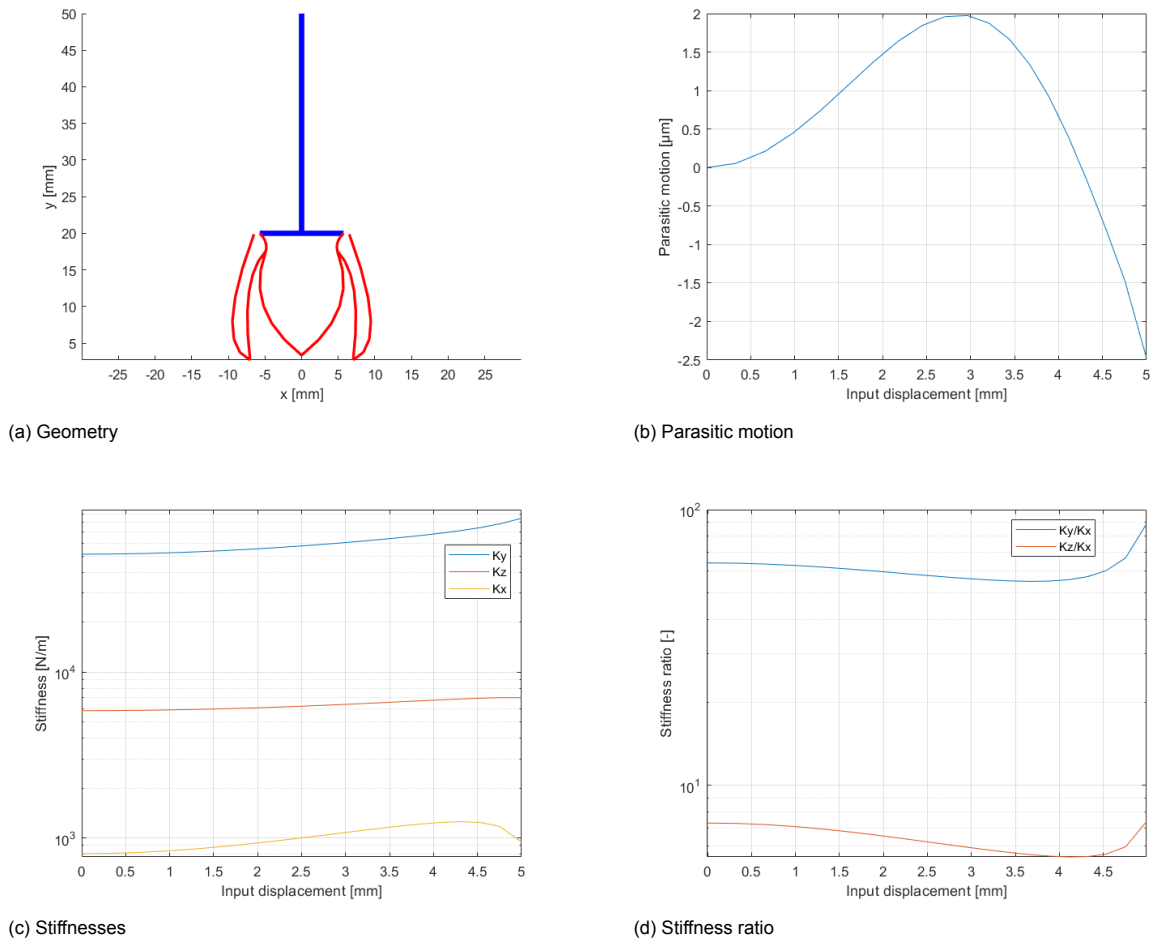 50
45
40
35
30
25
20
15
10
5
y [mm]
-25 -20 -15 -10 -5 0 5 10 15 20 25
x [mm]
(a) Geometry
2
1.5
1
0.5
0
-0.5
-1
-1.5
-2
-2.5
Parasitic motion [µm]
0 0.5 1 1.5 2 2.5 3 3.5 4 4.5 5
Input displacement [mm]
(b) Parasitic motion
Ky
Kz
Kx
10^4
10^3
Stiffness [N/m]
0 0.5 1 1.5 2 2.5 3 3.5 4 4.5 5
Input displacement [mm]
(c) Stiffnesses
10^2
Ky/Kx
Kz/Kx
10^1
Stiffness ratio [-]
0 0.5 1 1.5 2 2.5 3 3.5 4 4.5
Input displacement [mm]
(d) Stiffness ratio